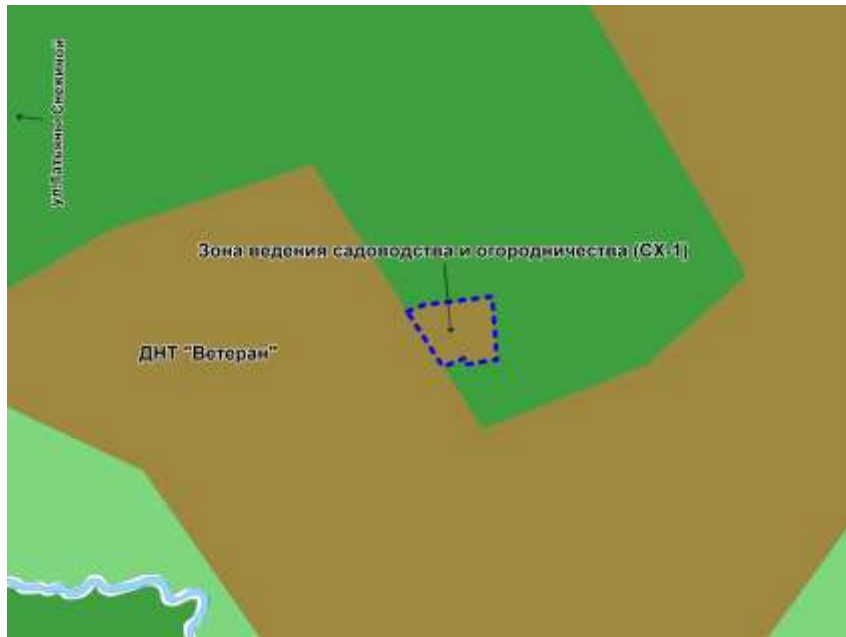 ул.Татьяны Снежиной
Зона ведения садоводства и огородничества (СХ-1)
ДНТ "Ветеран"